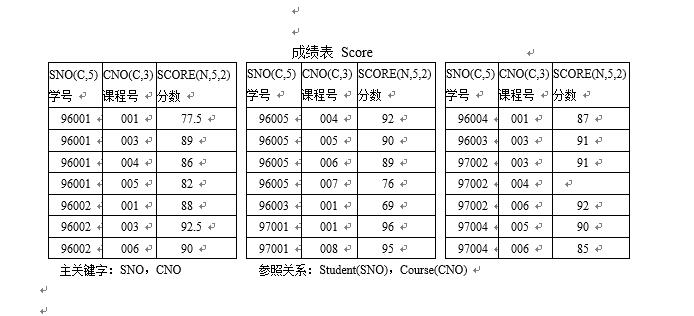 成绩表 Score
SNO(C,5) CNO(C,3) SCORE(N,5,2) SNO(C,5) CNO(C,3) SCORE(N,5,2) SNO(C,5) CNO(C,3) SCORE(N,5,2)
学号 课程号 分数 学号 课程号 分数 学号 课程号 分数
96001 001 77.5 96005 004 92 96004 001 87
96001 003 89 96005 005 90 96003 003 91
96001 004 86 96005 006 89 97002 003 91
96001 005 82 96005 007 76 97002 004
96002 001 88 96003 001 69 97002 006 92
96002 003 92.5 97001 001 96 97004 005 90
96002 006 90 97001 008 95 97004 006 85
主关键字：SNO，CNO 参照关系：Student(SNO)，Course(CNO)